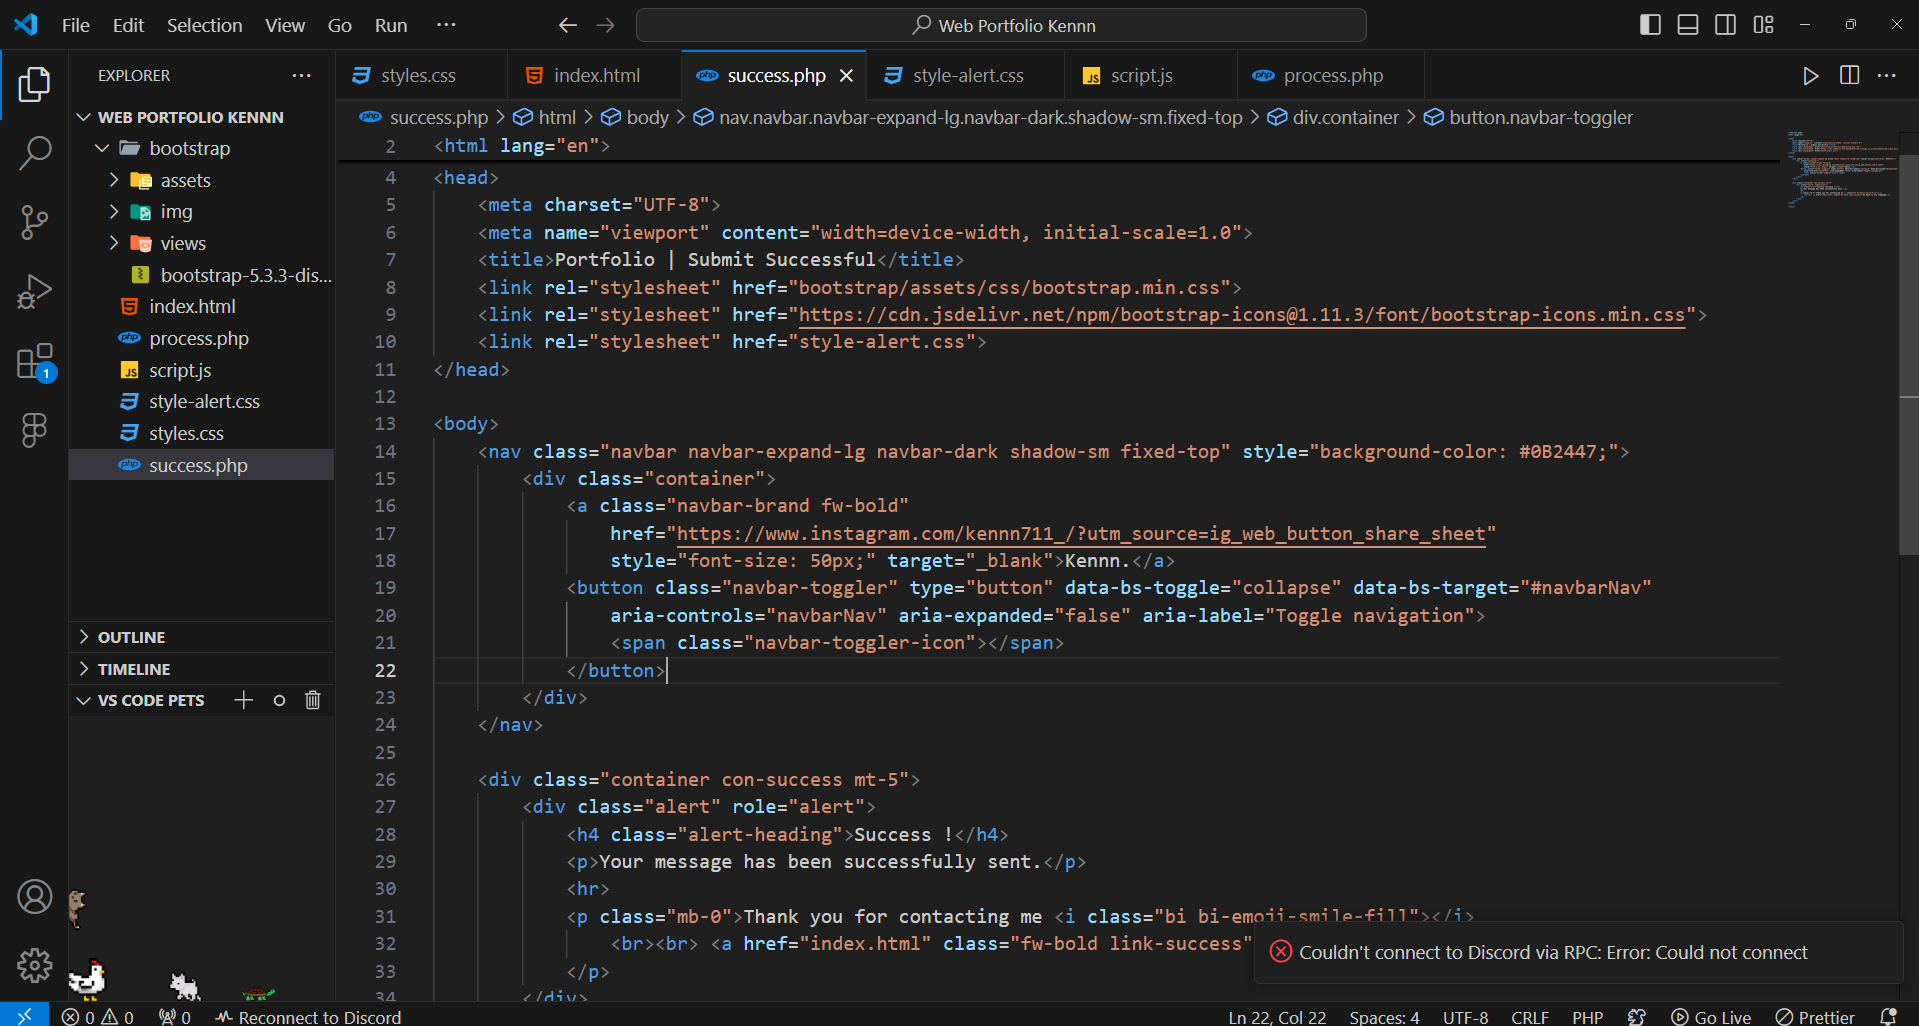 File Edit Selection View Go Run ···
Web Portfolio Kennn
EXPLORER ···
WEB PORTFOLIO KENNN
bootstrap
assets
img
views
bootstrap-5.3.3-dis...
index.html
process.php
JS script.js
style-alert.css
styles.css
success.php
OUTLINE
TIMELINE
VS CODE PETS
1
styles.css index.html success.php style-alert.css JS script.js process.php
success.php > html > body > nav.navbar.navbar-expand-lg.navbar-dark.shadow-sm.fixed-top > div.container > button.navbar-toggler
2 <html lang="en">
4 <head>
5 <meta charset="UTF-8">
6 <meta name="viewport" content="width=device-width, initial-scale=1.0">
7 <title>Portfolio | Submit Successful</title>
8 <link rel="stylesheet" href="bootstrap/assets/css/bootstrap.min.css">
9 <link rel="stylesheet" href="https://cdn.jsdelivr.net/npm/bootstrap-icons@1.11.3/font/bootstrap-icons.min.css">
10 <link rel="stylesheet" href="style-alert.css">
11 </head>
12
13 <body>
14 <nav class="navbar navbar-expand-lg navbar-dark shadow-sm fixed-top" style="background-color: #0B2447;">
15 <div class="container">
16 <a class="navbar-brand fw-bold"
17 href="https://www.instagram.com/kennn711_/?utm_source=ig_web_button_share_sheet"
18 style="font-size: 50px;" target="_blank">Kennn.</a>
19 <button class="navbar-toggler" type="button" data-bs-toggle="collapse" data-bs-target="#navbarNav"
20 aria-controls="navbarNav" aria-expanded="false" aria-label="Toggle navigation">
21 <span class="navbar-toggler-icon"></span>
22 </button>
23 </div>
24 </nav>
25
26 <div class="container con-success mt-5">
27 <div class="alert" role="alert">
28 <h4 class="alert-heading">Success !</h4>
29 <p>Your message has been successfully sent.</p>
30 <hr>
31 <p class="mb-0">Thank you for contacting me <i class="bi bi-emoji-smile-fill"></i>
32 <br><br> <a href="index.html" class="fw-bold link-success"
33 </p>
34 </div>
Couldn't connect to Discord via RPC: Error: Could not connect
0 0 0 Reconnect to Discord Ln 22, Col 22 Spaces: 4 UTF-8 CRLF PHP Go Live Prettier